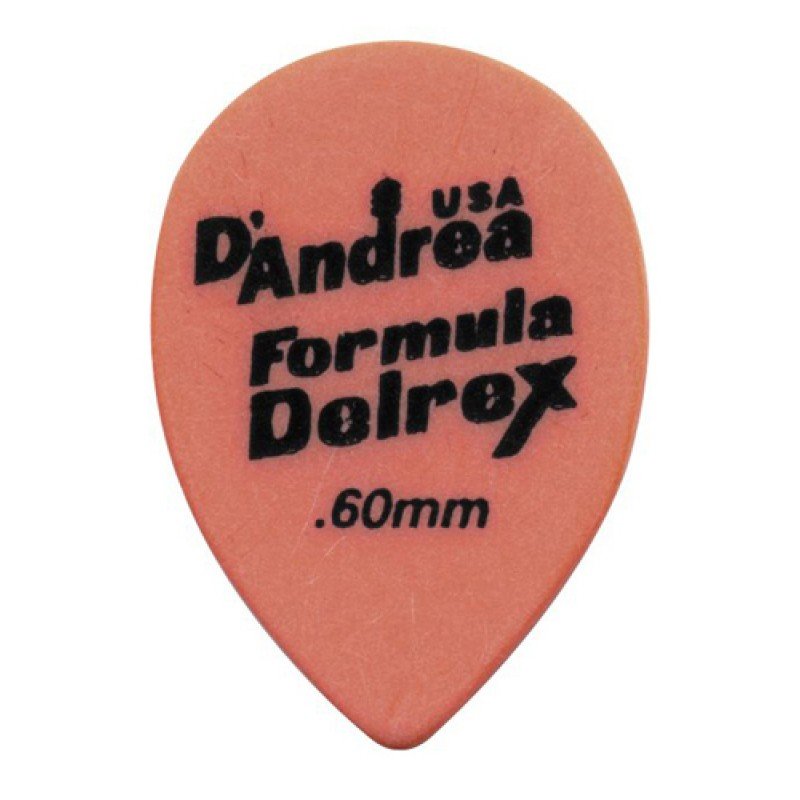 D'Andrea USA
Formula
Delrex
.60mm